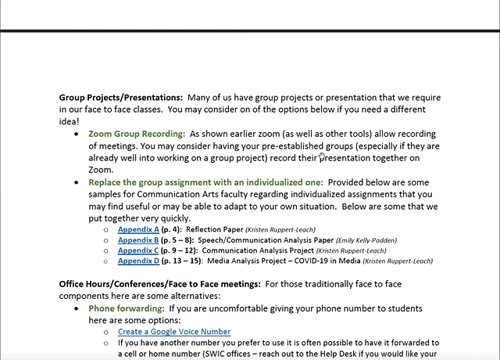 Group Projects/Presentations:  Many of us have group projects or presentation that we require
in our face to face classes.  You may consider on of the options below if you need a different
idea!
• Zoom Group Recording:  As shown earlier zoom (as well as other tools) allow recording
of meetings. You may consider having your pre-established groups (especially if they are
already well into working on a group project) record their presentation together on
Zoom.
• Replace the group assignment with an individualized one:  Provided below are some
samples for Communication Arts faculty regarding individual assignments that you
may find useful or may be able to adapt to your own situation.  Below are some that we
put together very quickly.
o Appendix A (p. 4):  Reflection Paper (Kristen Ruppert-Leach)
o Appendix B (p. 5 – 8):  Speech/Communication Analysis Paper (Emily Kelly-Padden)
o Appendix C (p. 9 – 12):  Communication Analysis Project (Kristen Ruppert-Leach)
o Appendix D (p. 13 – 15):  Media Analysis Project – COVID-19 in Media (Kristen Ruppert-Leach)
Office Hours/Conferences/Face to Face meetings:  For those traditionally face to face
components here are some alternatives:
• Phone forwarding:  If you are uncomfortable giving your phone number to students
here are some options:
o Create a Google Voice Number
o If you have another number you prefer to use it is often possible to have it forwarded to
a cell or home number (SWIC offices – reach out to the Help Desk if you would like your